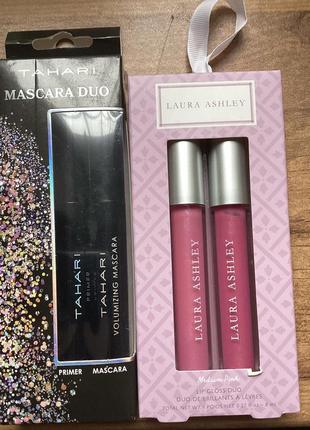 TAHARI
MASCARA DUO
TAHARI
PRIMER
TAHARI
VOLUMIZING MASCARA
PRIMER
MASCARA
LAURA ASHLEY
LAURA ASHLEY
LAURA ASHLEY
Medium Pink
LIP GLOSS DUO
DUO DE BRILLANTS À LÈVRES